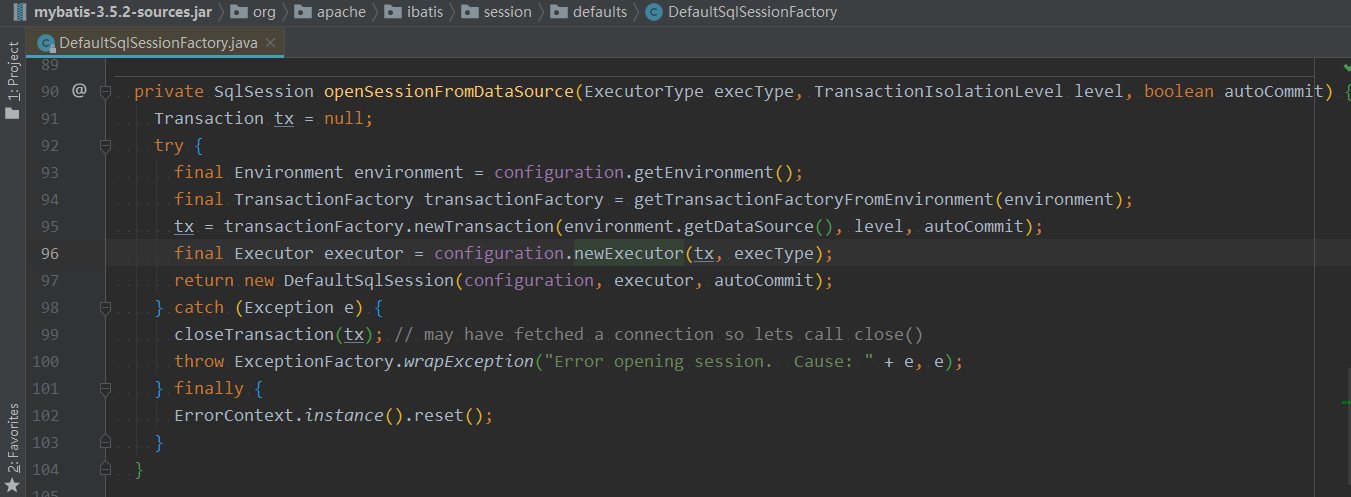 mybatis-3.5.2-sources.jar org apache ibatis session defaults DefaultSqlSessionFactory
DefaultSqlSessionFactory.java
1: Project
2: Favorites
89
90 @ private SqlSession openSessionFromDataSource(ExecutorType execType, TransactionIsolationLevel level, boolean autoCommit) {
91 Transaction tx = null;
92 try {
93 final Environment environment = configuration.getEnvironment();
94 final TransactionFactory transactionFactory = getTransactionFactoryFromEnvironment(environment);
95 tx = transactionFactory.newTransaction(environment.getDataSource(), level, autoCommit);
96 final Executor executor = configuration.newExecutor(tx, execType);
97 return new DefaultSqlSession(configuration, executor, autoCommit);
98 } catch (Exception e) {
99 closeTransaction(tx); // may have fetched a connection so lets call close()
100 throw ExceptionFactory.wrapException("Error opening session.  Cause: " + e, e);
101 } finally {
102 ErrorContext.instance().reset();
103 }
104 }
105